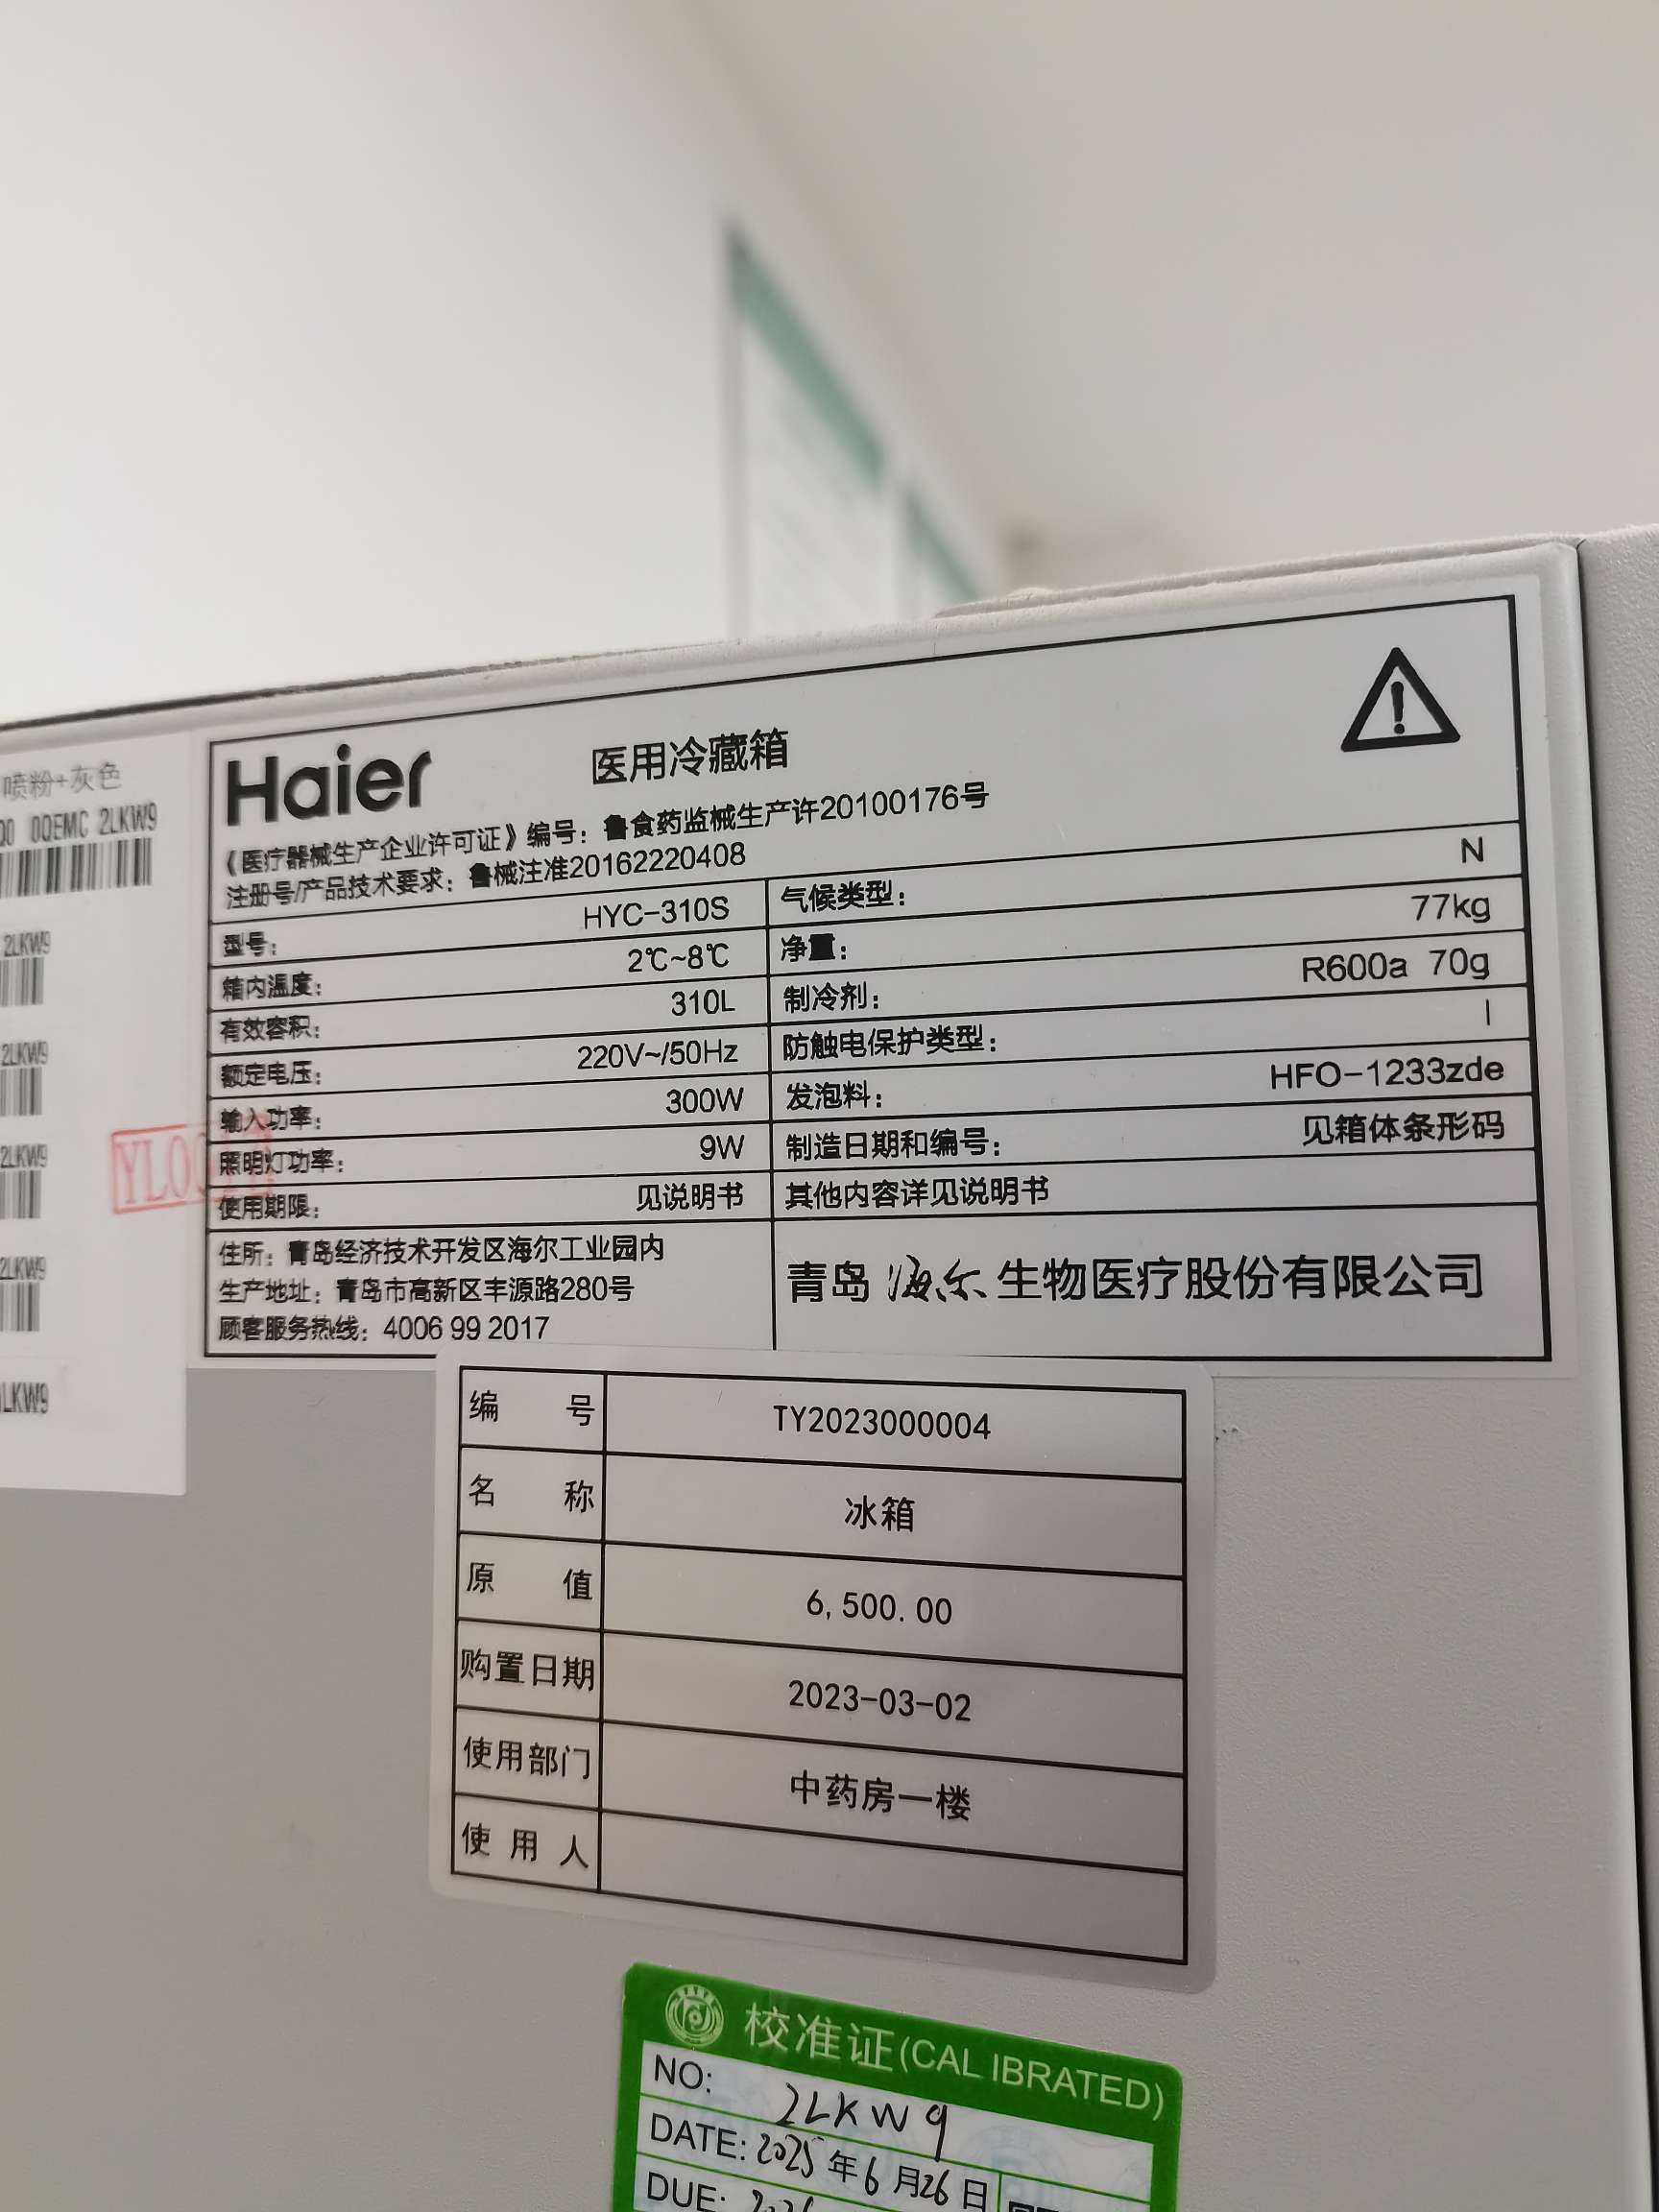 喷粉+灰色
00EMC 2LKW9
2LKW9
2LKW9
2LKW9
2LKW9
LKW9
Haier
医用冷藏箱
《医疗器械生产企业许可证》编号：鲁食药监械生产许20100176号
注册号/产品技术要求：鲁械注准20162220408
型号： HYC-310S 气候类型： N
箱内温度： 2℃~8℃ 净重： 77kg
有效容积： 310L 制冷剂： R600a 70g
额定电压： 220V~/50Hz 防触电保护类型： I
输入功率： 300W 发泡料： HFO-1233zde
照明灯功率： 9W 制造日期和编号： 见箱体条形码
使用期限： 见说明书 其他内容详见说明书
住所：青岛经济技术开发区海尔工业园内
生产地址：青岛市高新区丰源路280号
顾客服务热线：4006 99 2017
青岛海尔生物医疗股份有限公司
编号 TY2023000004
名称 冰箱
原值 6,500.00
购置日期 2023-03-02
使用部门 中药房一楼
使用人
校准证(CALIBRATED)
NO: 2LKW9
DATE: 2025年6月26日
DUE: